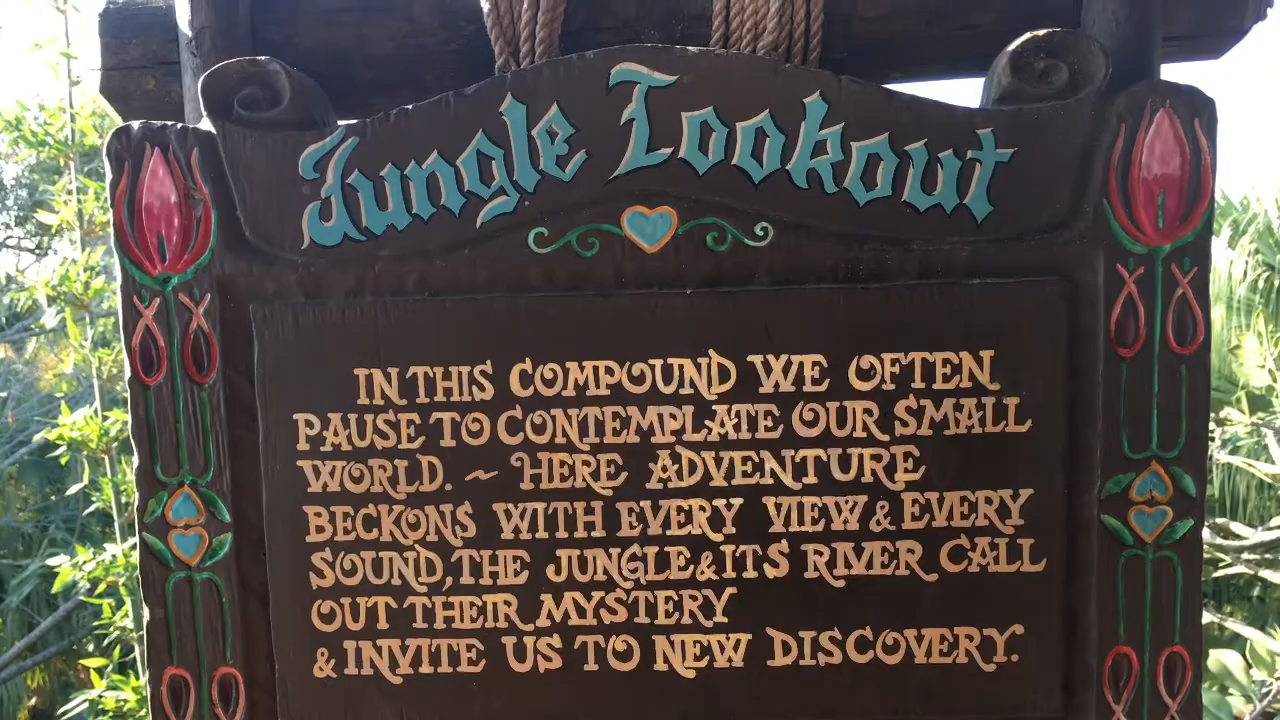 Jungle Lookout
IN THIS COMPOUND WE OFTEN
PAUSE TO CONTEMPLATE OUR SMALL
WORLD. ~ HERE ADVENTURE
BECKONS WITH EVERY VIEW & EVERY
SOUND, THE JUNGLE & ITS RIVER CALL
OUT THEIR MYSTERY
& INVITE US TO NEW DISCOVERY.